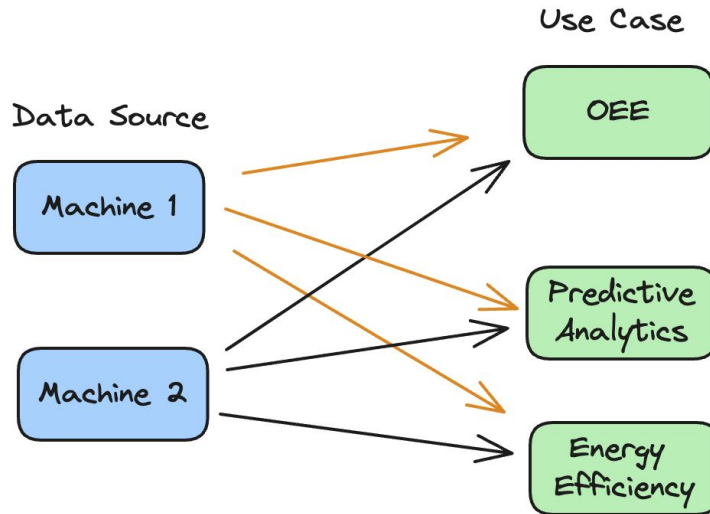 Use Case
OEE
Data Source
Machine 1
Predictive
Analytics
Machine 2
Energy
Efficiency